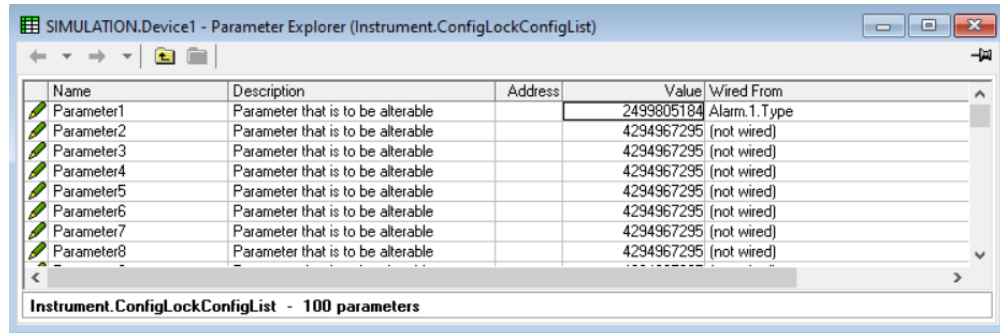 SIMULATION.Device1 - Parameter Explorer (Instrument.ConfigLockConfigList)
Name Description Address Value Wired From
Parameter1 Parameter that is to be alterable 2499805184 Alarm.1.Type
Parameter2 Parameter that is to be alterable 4294967295 (not wired)
Parameter3 Parameter that is to be alterable 4294967295 (not wired)
Parameter4 Parameter that is to be alterable 4294967295 (not wired)
Parameter5 Parameter that is to be alterable 4294967295 (not wired)
Parameter6 Parameter that is to be alterable 4294967295 (not wired)
Parameter7 Parameter that is to be alterable 4294967295 (not wired)
Parameter8 Parameter that is to be alterable 4294967295 (not wired)
Instrument.ConfigLockConfigList - 100 parameters